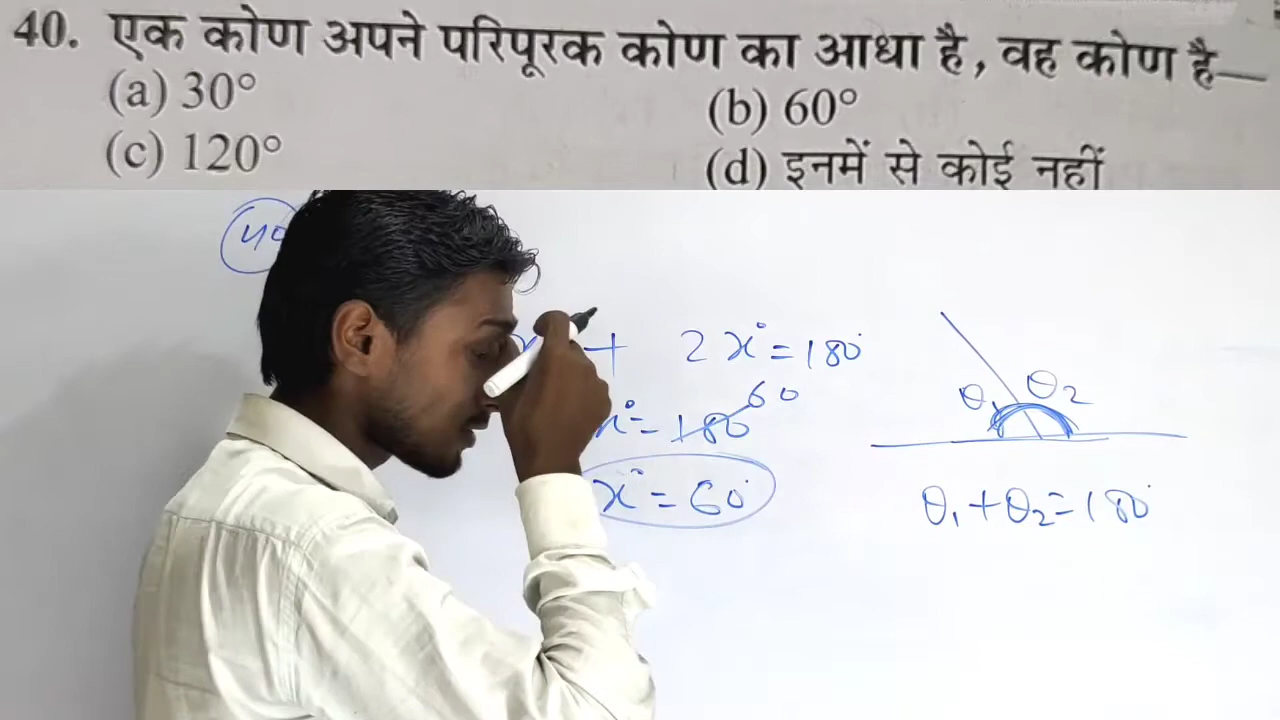 40. एक कोण अपने परिपूरक कोण का आधा है, वह कोण है—
(a) 30°
(b) 60°
(c) 120°
(d) इनमें से कोई नहीं
+ 2x° = 180°
x° = 180 60
x° = 60°
θ₁ θ₂
θ₁ + θ₂ = 180°